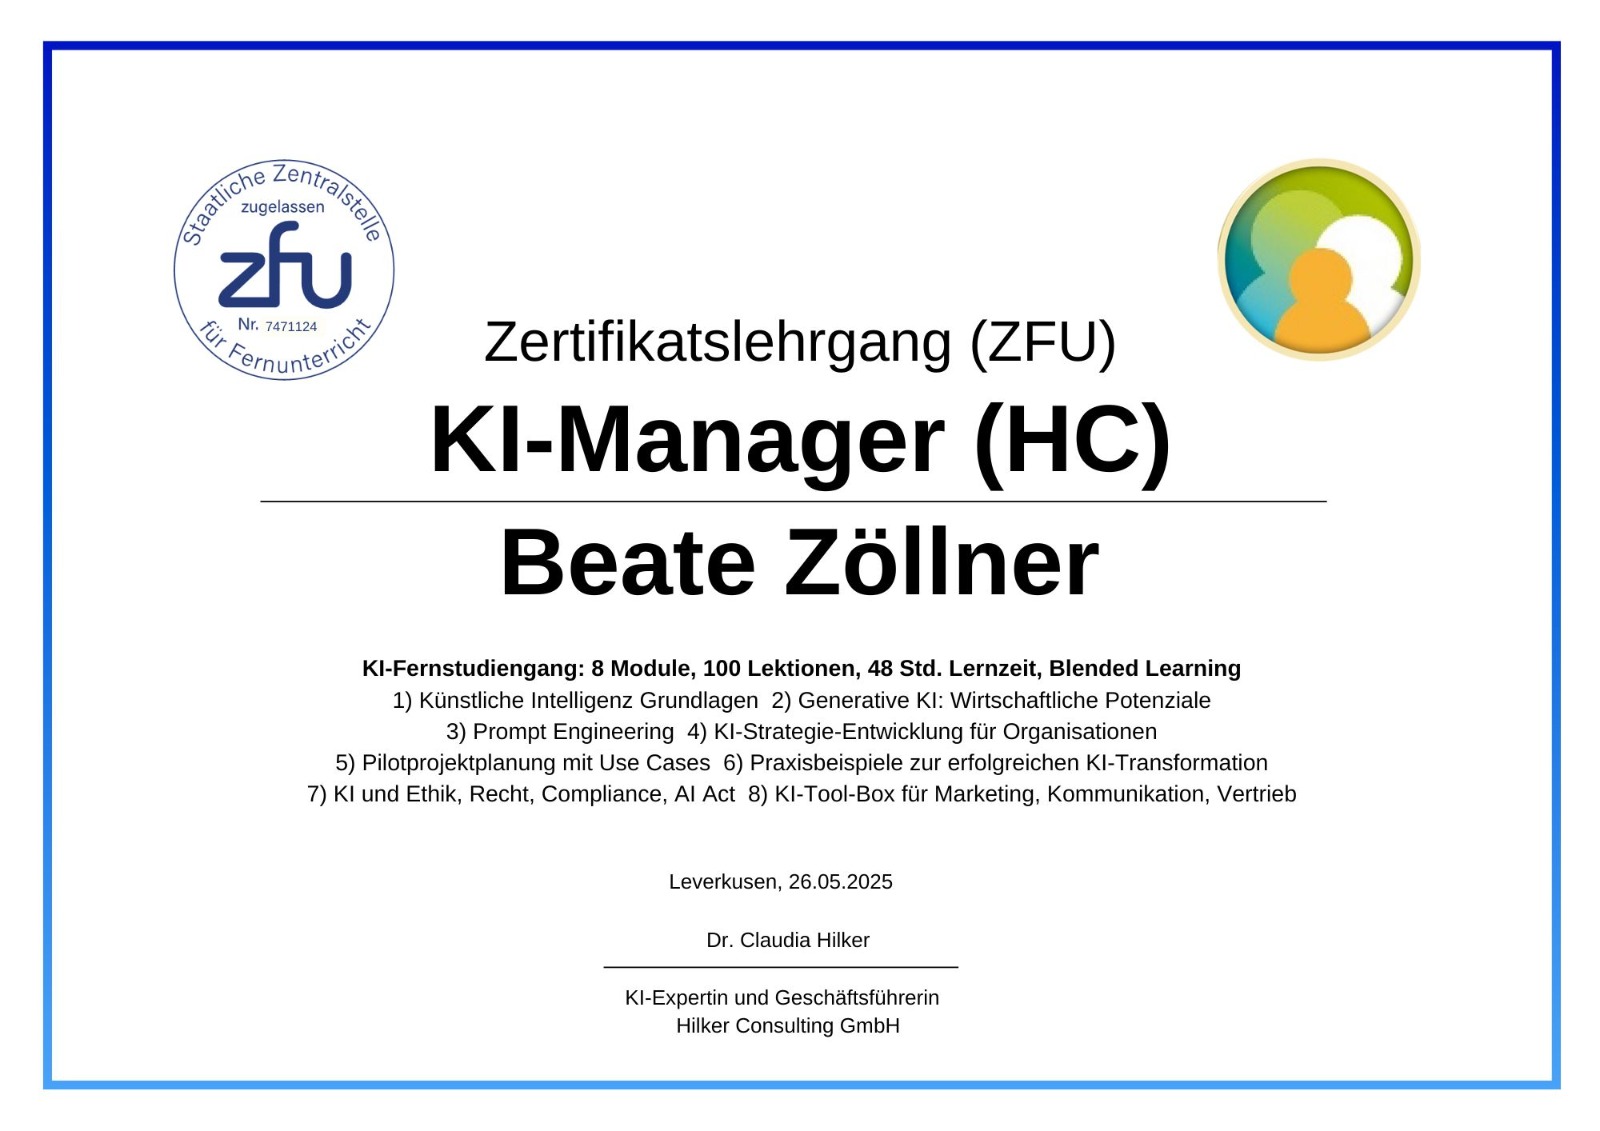 Staatliche Zentralstelle
zugelassen
zfu
Nr. 7471124
für Fernunterricht
Zertifikatslehrgang (ZFU)
KI-Manager (HC)
Beate Zöllner
KI-Fernstudiengang: 8 Module, 100 Lektionen, 48 Std. Lernzeit, Blended Learning
1) Künstliche Intelligenz Grundlagen  2) Generative KI: Wirtschaftliche Potenziale
3) Prompt Engineering  4) KI-Strategie-Entwicklung für Organisationen
5) Pilotprojektplanung mit Use Cases  6) Praxisbeispiele zur erfolgreichen KI-Transformation
7) KI und Ethik, Recht, Compliance, AI Act  8) KI-Tool-Box für Marketing, Kommunikation, Vertrieb
Leverkusen, 26.05.2025
Dr. Claudia Hilker
KI-Expertin und Geschäftsführerin
Hilker Consulting GmbH